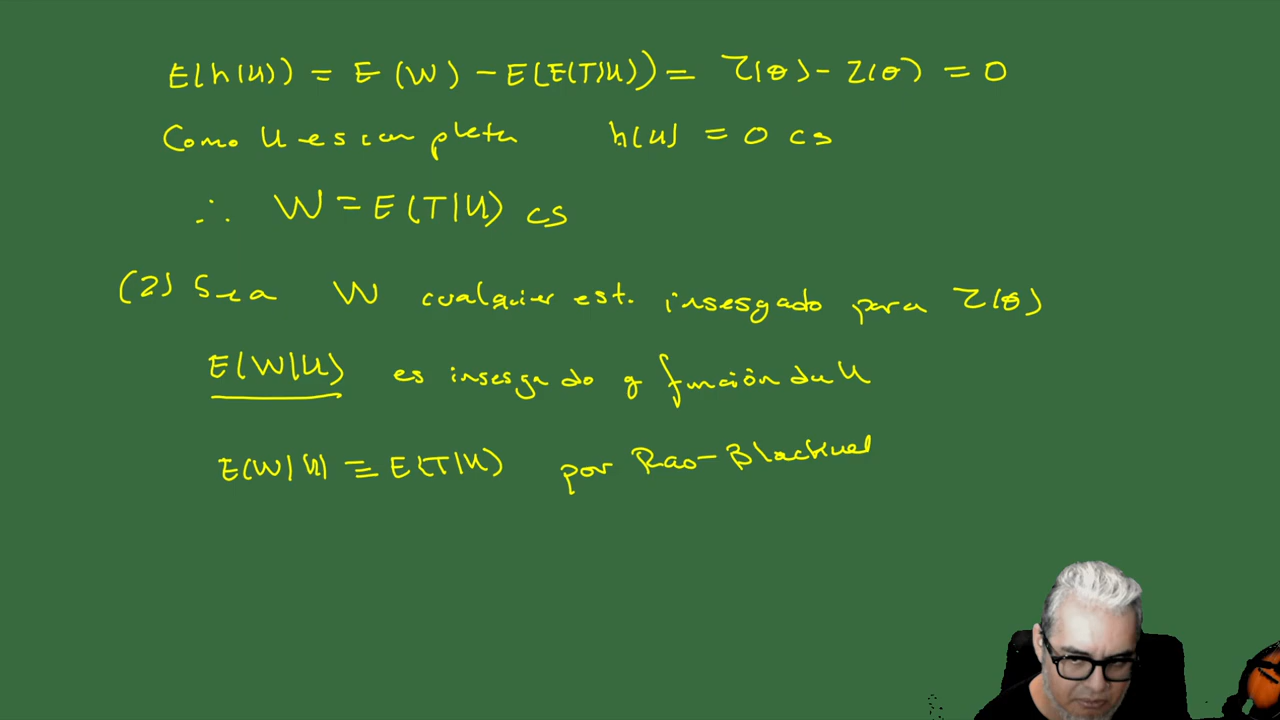 E(h(U)) = E(W) - E(E(T|U)) = τ(θ) - τ(θ) = 0
Como U es completa h(U) = 0 cs
∴ W = E(T|U) cs
(2) Sea W cualquier est. insesgado para τ(θ)
E(W|U) es insesgado y función de U
E(W|U) = E(T|U) por Rao-Blackwel